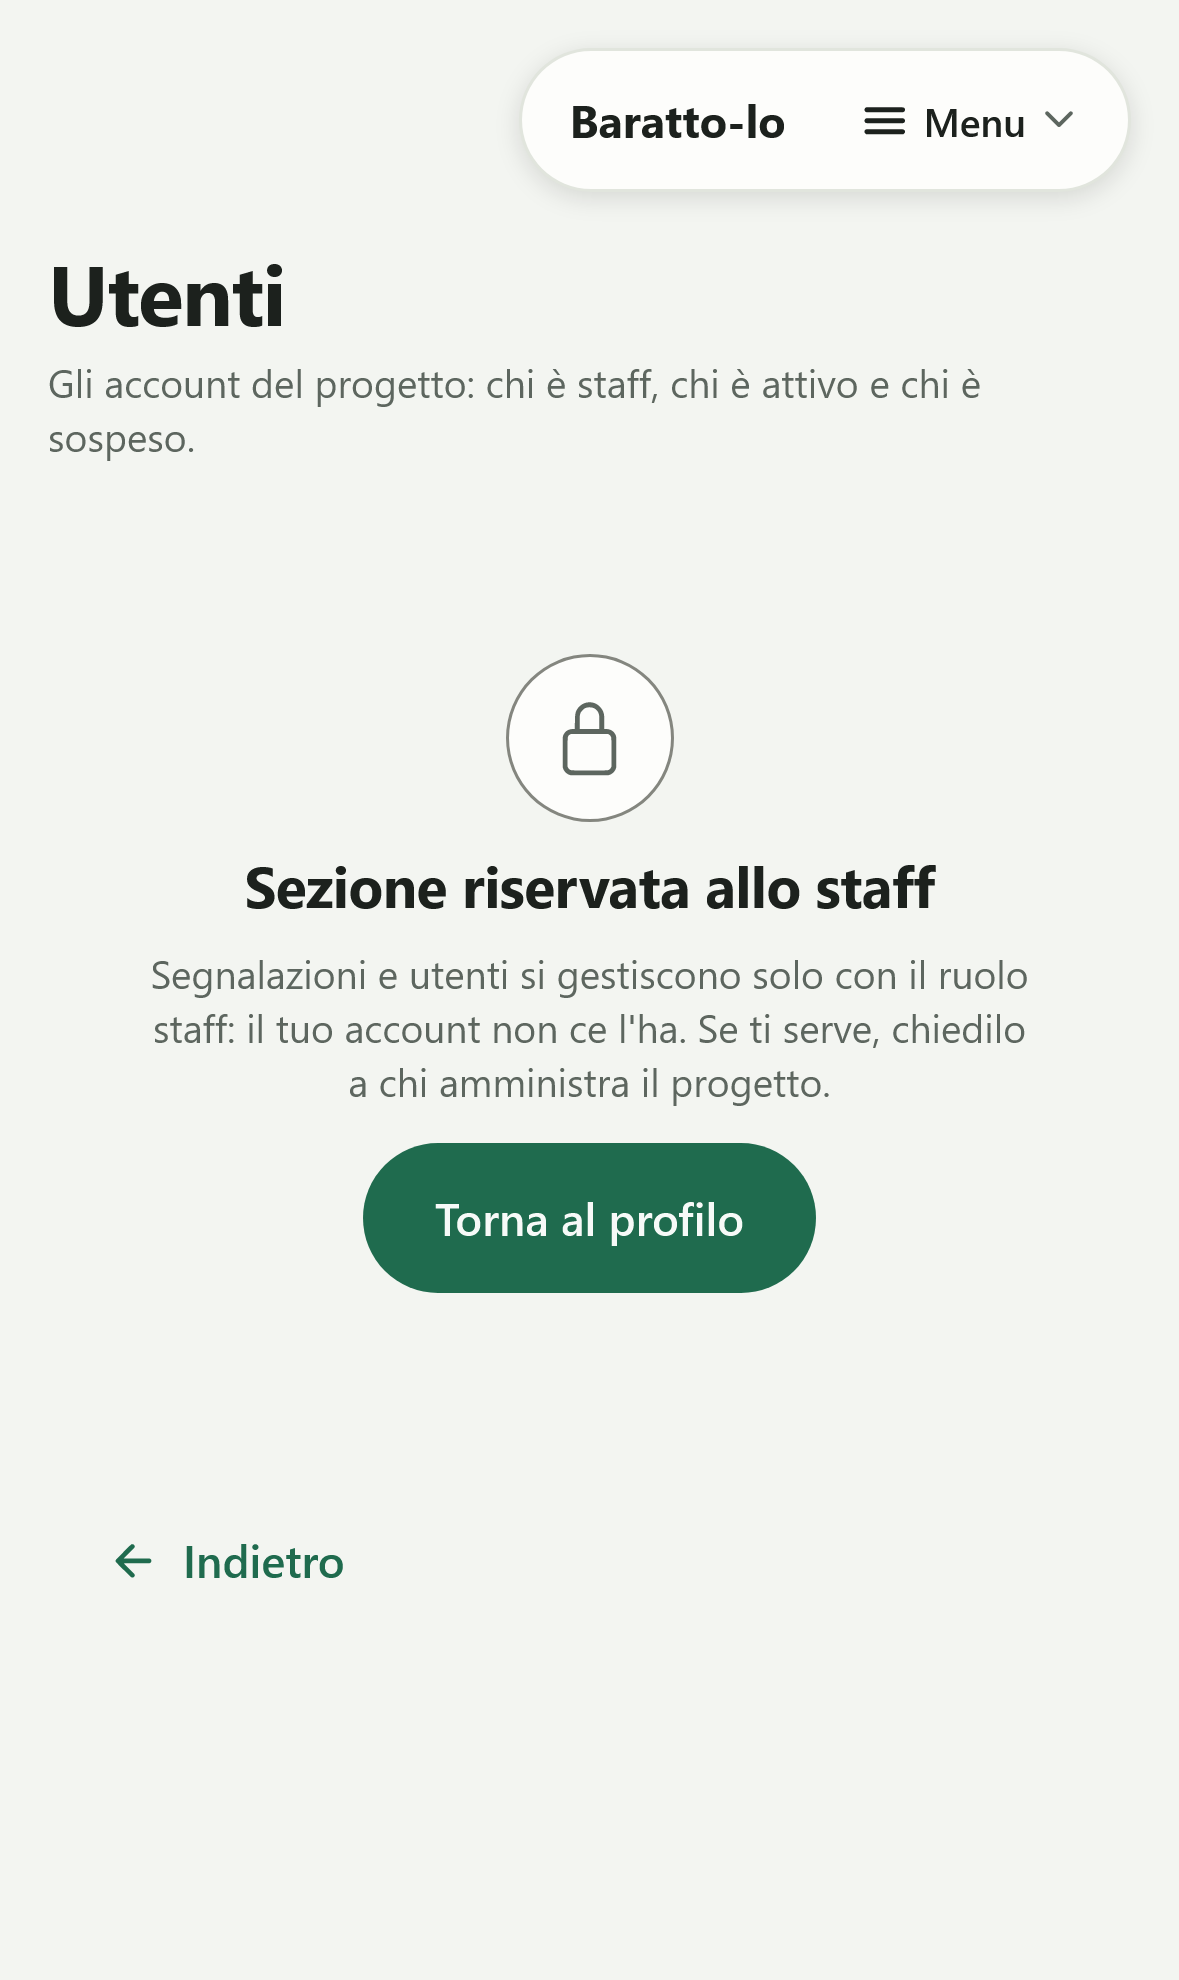 Baratto-lo
Menu
Utenti
Gli account del progetto: chi è staff, chi è attivo e chi è
sospeso.
Sezione riservata allo staff
Segnalazioni e utenti si gestiscono solo con il ruolo
staff: il tuo account non ce l'ha. Se ti serve, chiedilo
a chi amministra il progetto.
Torna al profilo
Indietro